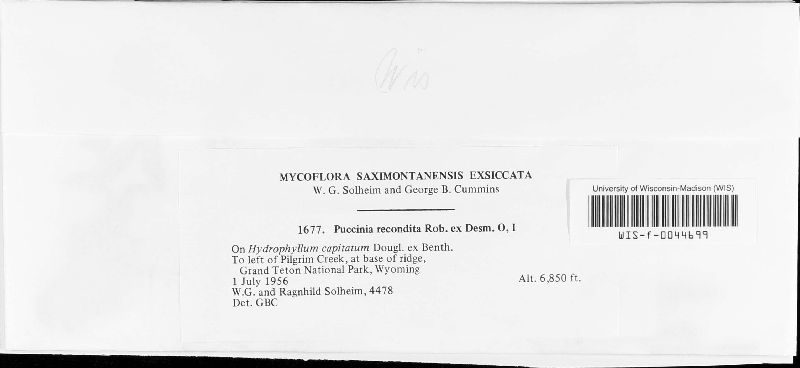 Wis
MYCOFLORA SAXIMONTANENSIS EXSICCATA
W. G. Solheim and George B. Cummins
1677. Puccinia recondita Rob. ex Desm. O, I
On Hydrophyllum capitatum Dougl. ex Benth.
To left of Pilgrim Creek, at base of ridge,
Grand Teton National Park, Wyoming
1 July 1956
Alt. 6,850 ft.
W.G. and Ragnhild Solheim, 4478
Det. GBC
University of Wisconsin-Madison (WIS)
WIS-f-0044699